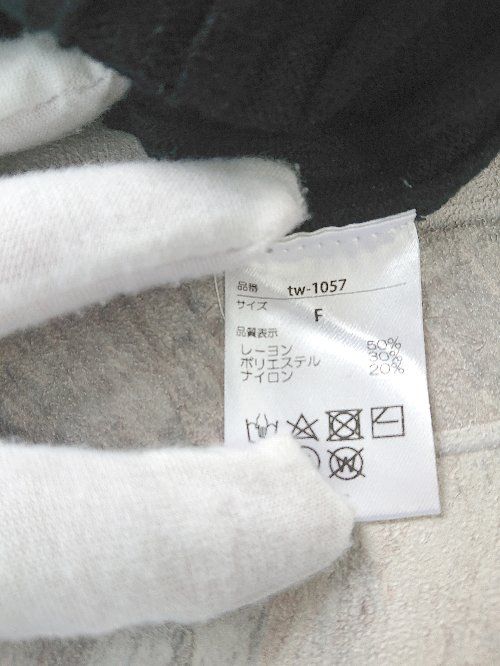 品番 tw-1057
サイズ F
品質表示
レーヨン 50%
ポリエステル 30%
ナイロン 20%